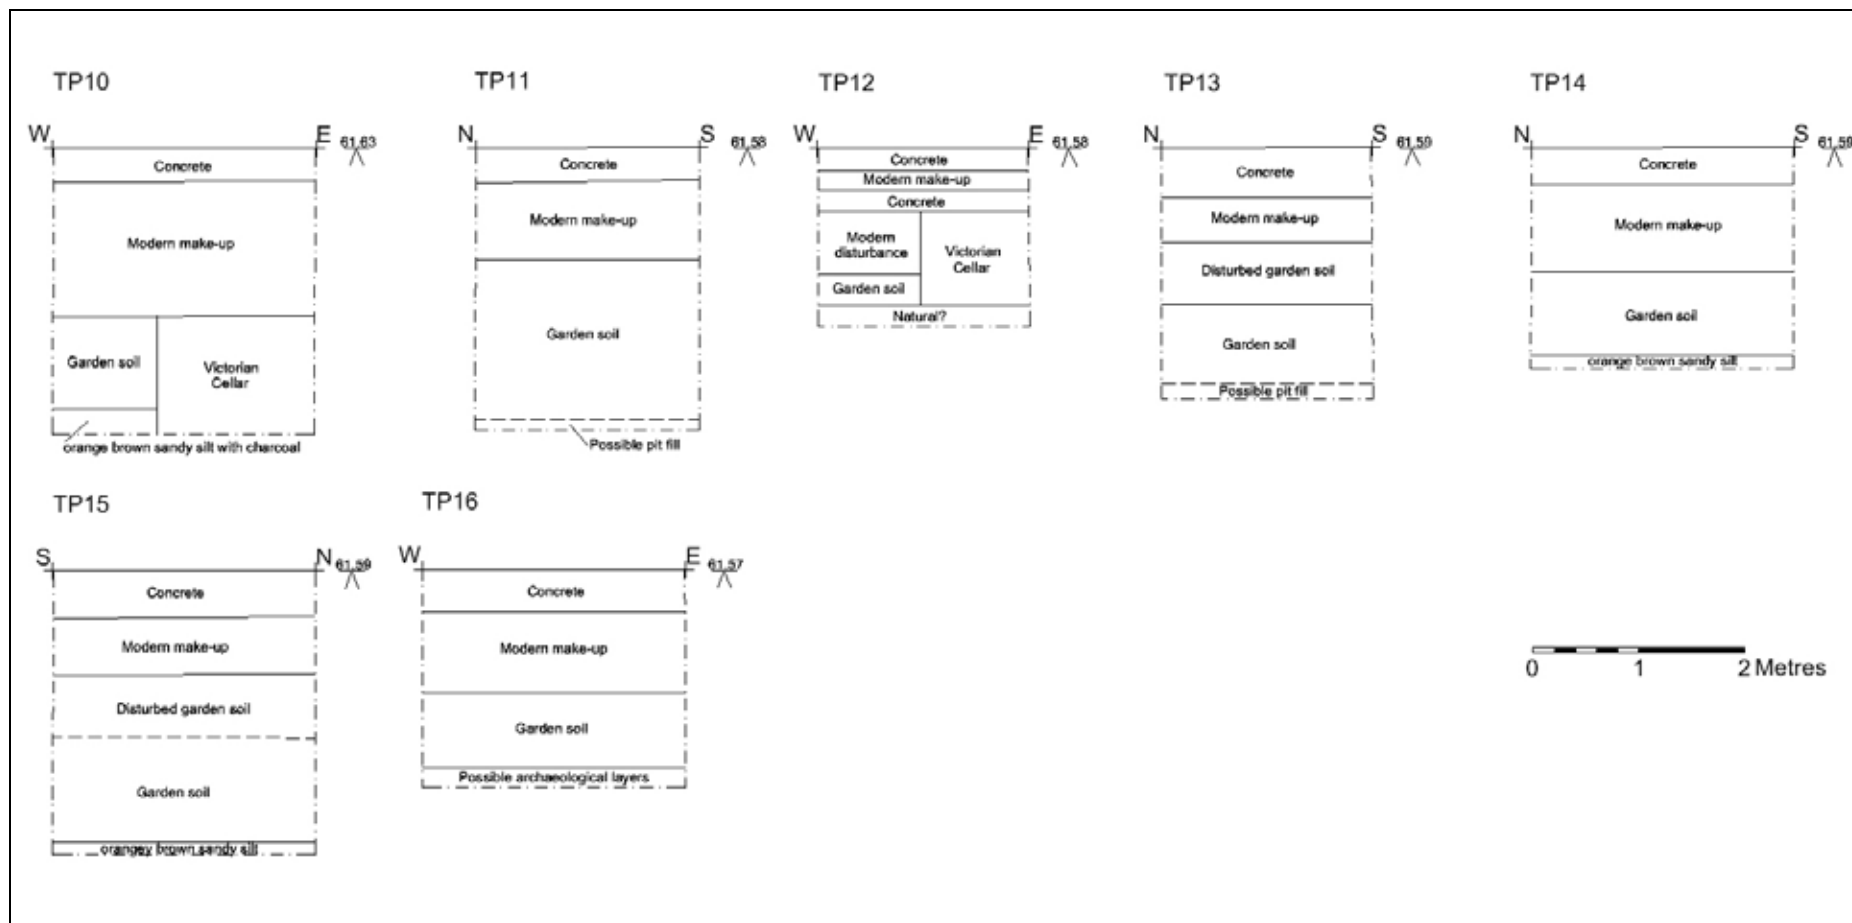 TP10
W
E
61.63
Concrete
Modern make-up
Garden soil
Victorian
Cellar
orange brown sandy silt with charcoal
TP11
N
S
61.58
Concrete
Modern make-up
Garden soil
Possible pit fill
TP12
W
E
61.58
Concrete
Modern make-up
Concrete
Modern
disturbance
Victorian
Cellar
Garden soil
Natural?
TP13
N
S
61.59
Concrete
Modern make-up
Disturbed garden soil
Garden soil
Possible pit fill
TP14
N
S
61.59
Concrete
Modern make-up
Garden soil
orange brown sandy silt
TP15
S
N
61.59
Concrete
Modern make-up
Disturbed garden soil
Garden soil
orangey brown sandy silt
TP16
W
E
61.57
Concrete
Modern make-up
Garden soil
Possible archaeological layers
0 1 2 Metres